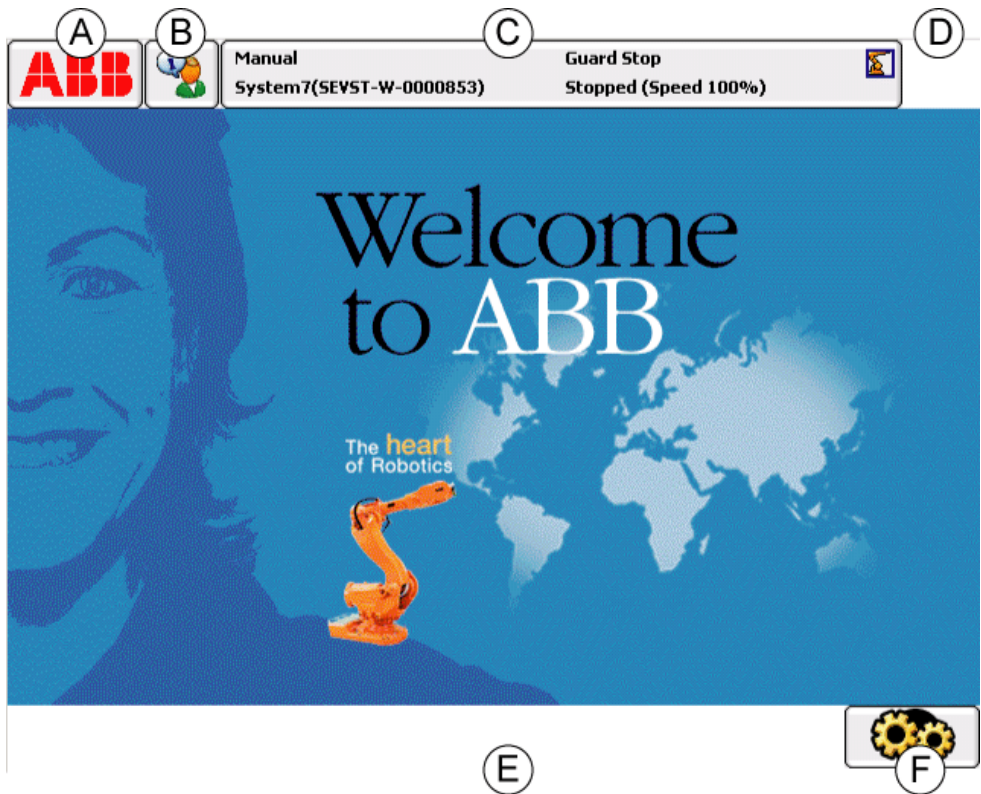 A B C D
ABB
Manual Guard Stop
System7(SEVST-W-0000853) Stopped (Speed 100%)
Welcome
to ABB
The heart
of Robotics
E F